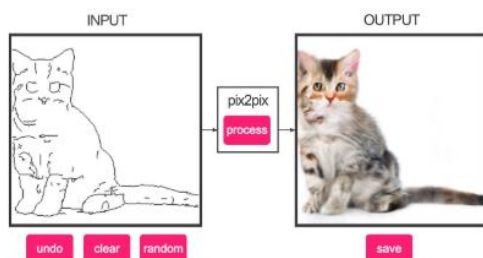 INPUT
OUTPUT
pix2pix
process
undo
clear
random
save